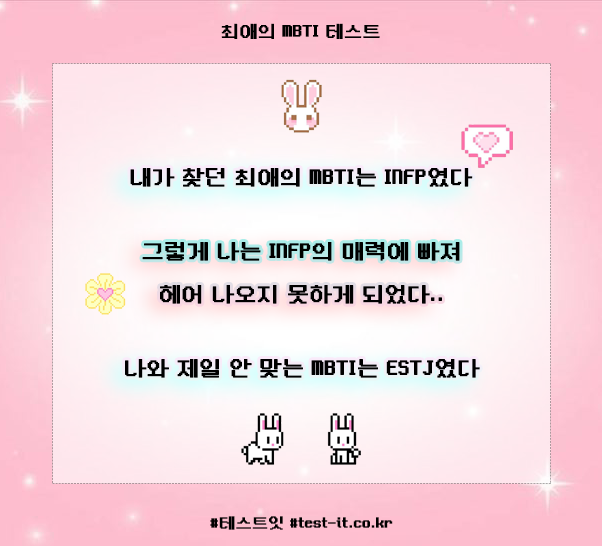 최애의 MBTI 테스트
내가 찾던 최애의 MBTI는 INFP였다
그렇게 나는 INFP의 매력에 빠져
헤어 나오지 못하게 되었다..
나와 제일 안 맞는 MBTI는 ESTJ였다
#테스트잇 #test-it.co.kr